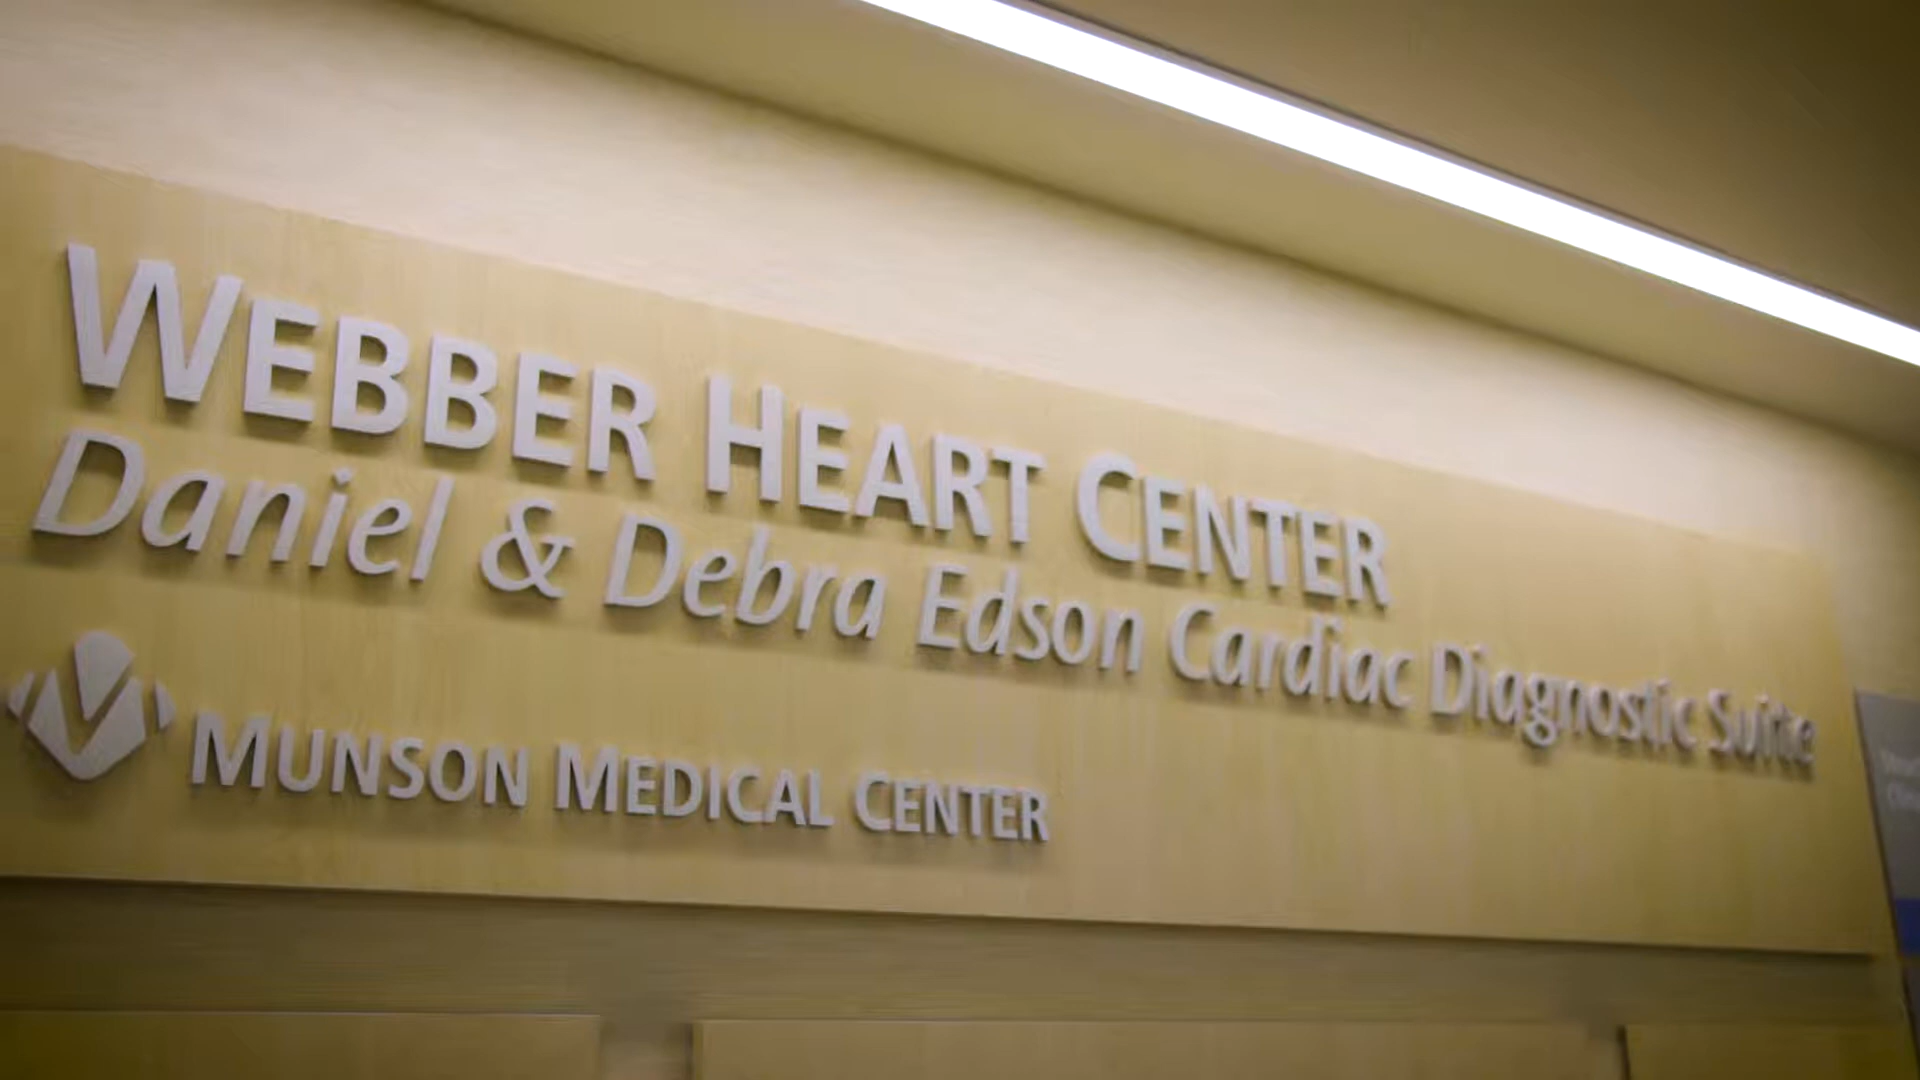 WEBBER HEART CENTER
Daniel & Debra Edson Cardiac Diagnostic Suite
MUNSON MEDICAL CENTER